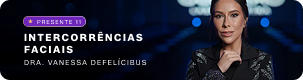 PRESENTE 11
INTERCORRÊNCIAS
FACIAIS
DRA. VANESSA DEFELÍCIBUS